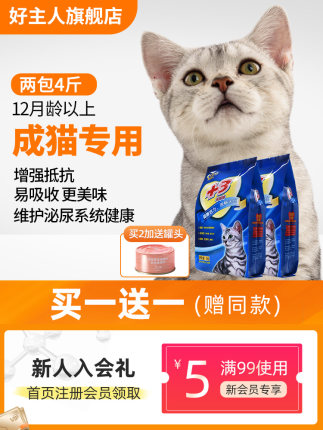 好主人旗舰店
两包4斤
12月龄以上
成猫专用
增强抵抗
易吸收 更美味
维护泌尿系统健康
买2加送罐头
+3
买一送一(赠同款)
新人入会礼
首页注册会员领取
¥5
满99使用
新会员专享